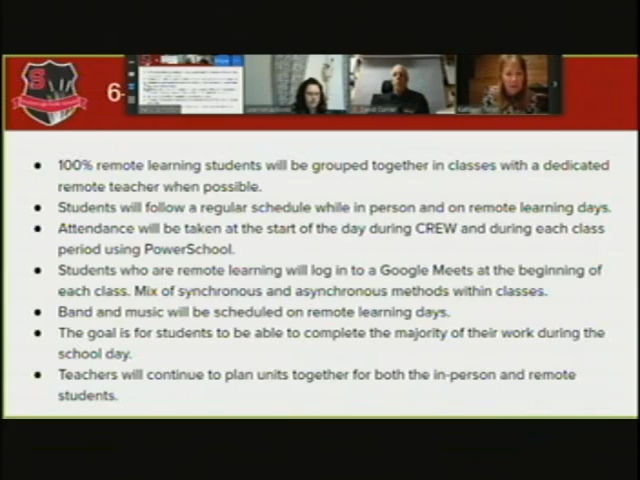 S
6-
● 100% remote learning students will be grouped together in classes with a dedicated
remote teacher when possible.
● Students will follow a regular schedule while in person and on remote learning days.
● Attendance will be taken at the start of the day during CREW and during each class
period using PowerSchool.
● Students who are remote learning will log in to a Google Meets at the beginning of
each class. Mix of synchronous and asynchronous methods within classes.
● Band and music will be scheduled on remote learning days.
● The goal is for students to be able to complete the majority of their work during the
school day.
● Teachers will continue to plan units together for both the in-person and remote
students.